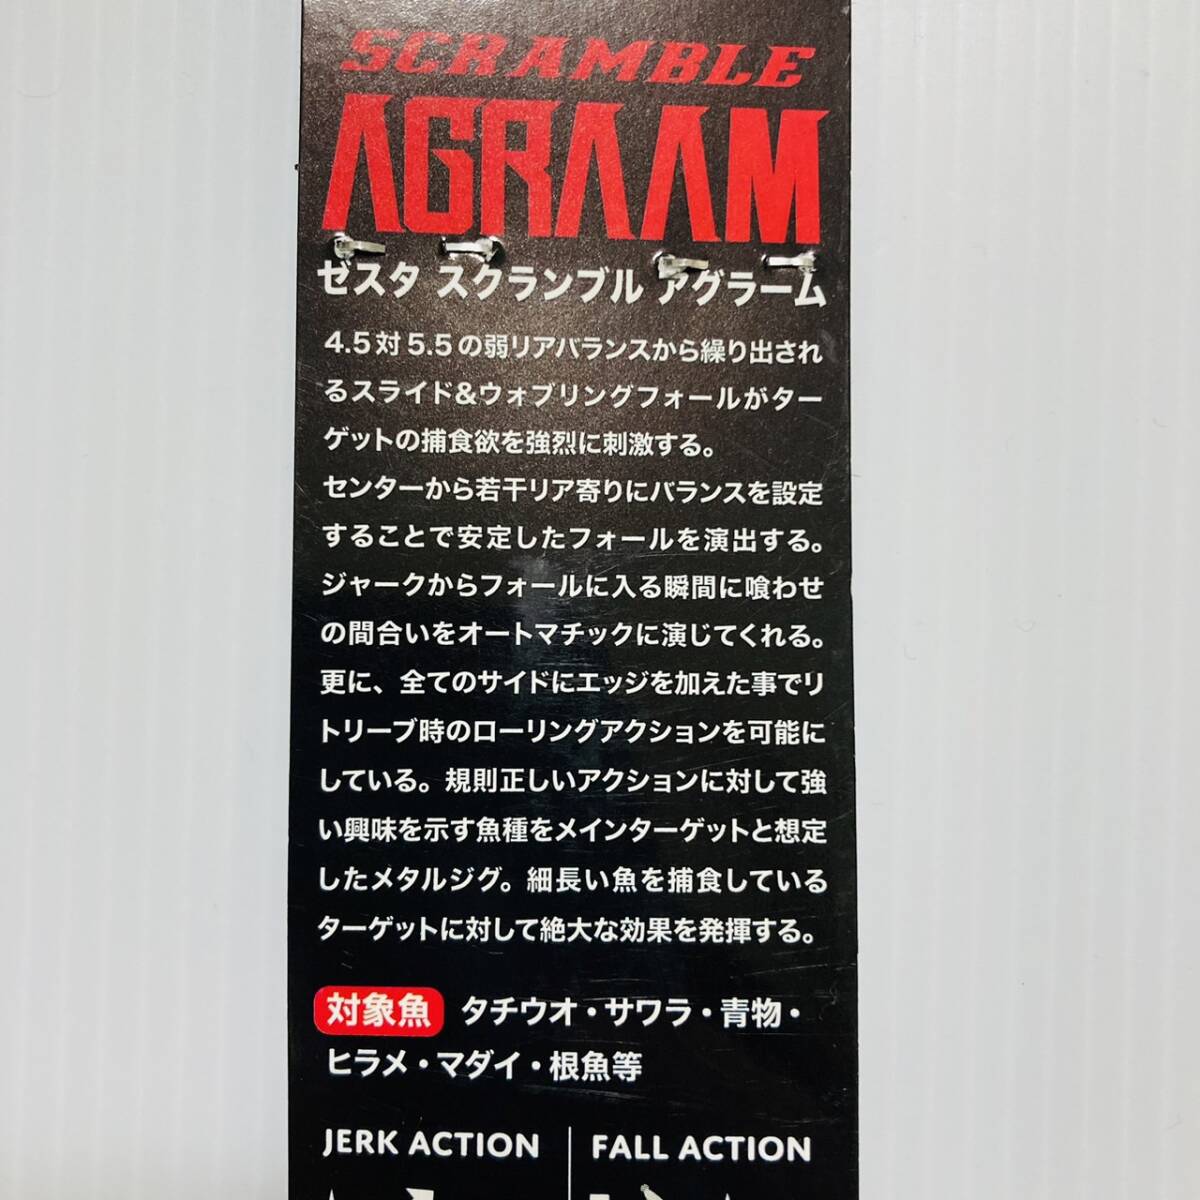 SCRAMBLE
AGRAAM
ゼスタ スクランブル アグラーム
4.5対5.5の弱リアバランスから繰り出され
るスライド&ウォブリングフォールがター
ゲットの捕食欲を強烈に刺激する。
センターから若干リア寄りにバランスを設定
することで安定したフォールを演出する。
ジャークからフォールに入る瞬間に喰わせ
の間合いをオートマチックに演じてくれる。
更に、全てのサイドにエッジを加えた事でリ
トリーブ時のローリングアクションを可能に
している。規則正しいアクションに対して強
い興味を示す魚種をメインターゲットと想定
したメタルジグ。細長い魚を捕食している
ターゲットに対して絶大な効果を発揮する。
対象魚 タチウオ・サワラ・青物・
ヒラメ・マダイ・根魚等
JERK ACTION
FALL ACTION